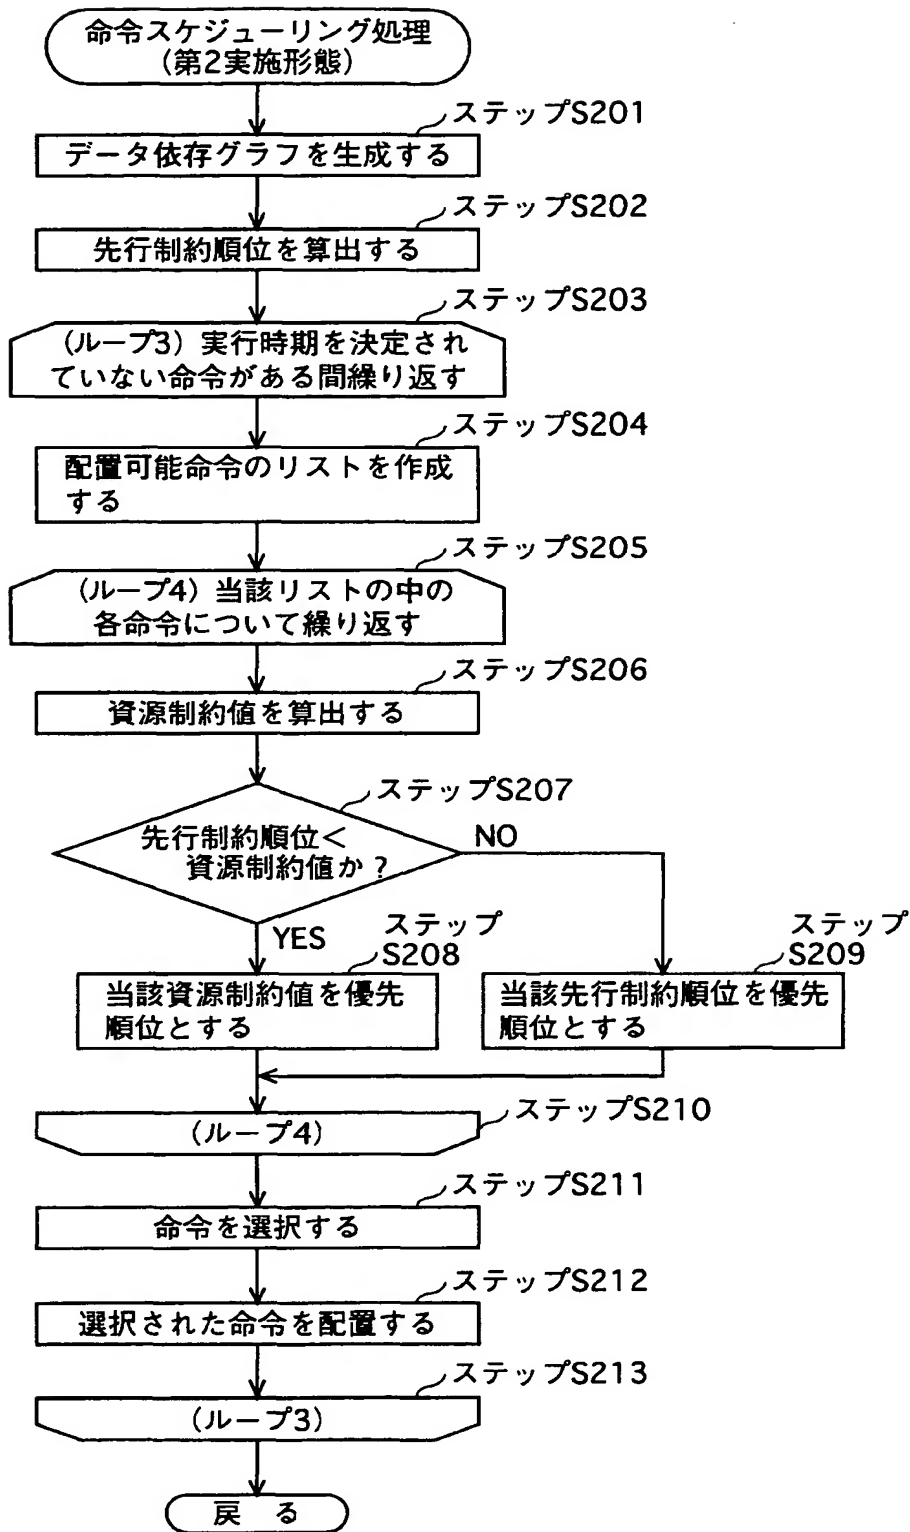 命令スケジューリング処理
(第2実施形態)
ステップS201
データ依存グラフを生成する
ステップS202
先行制約順位を算出する
ステップS203
(ループ3) 実行時期を決定され
ていない命令がある間繰り返す
ステップS204
配置可能命令のリストを作成
する
ステップS205
(ループ4) 当該リストの中の
各命令について繰り返す
ステップS206
資源制約値を算出する
ステップS207
先行制約順位<
資源制約値か?
NO
YES
ステップ
S208
当該資源制約値を優先
順位とする
ステップ
S209
当該先行制約順位を優先
順位とする
ステップS210
(ループ4)
ステップS211
命令を選択する
ステップS212
選択された命令を配置する
ステップS213
(ループ3)
戻 る